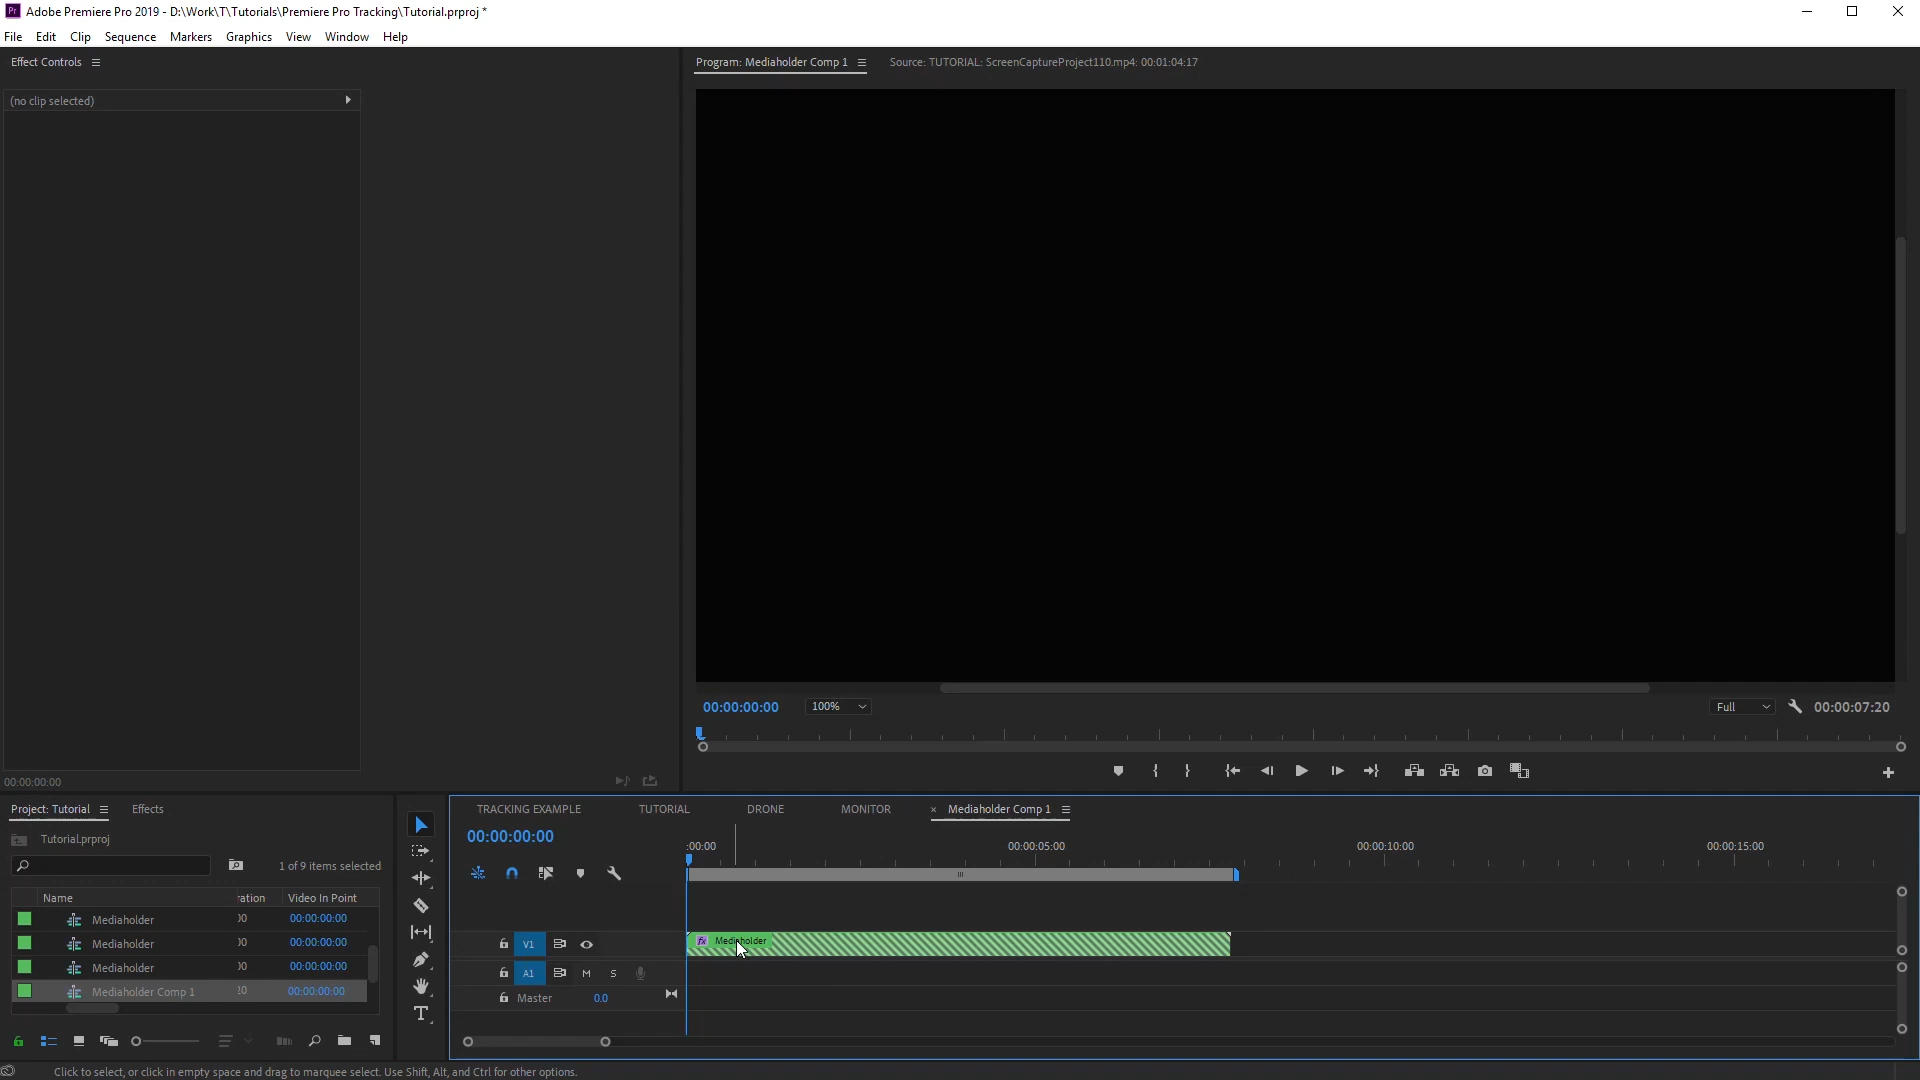 Pr Adobe Premiere Pro 2019 - D:\Work\T\Tutorials\Premiere Pro Tracking\Tutorial.prproj *
File Edit Clip Sequence Markers Graphics View Window Help
Effect Controls
Program: Mediaholder Comp 1
Source: TUTORIAL: ScreenCaptureProject110.mp4: 00:01:04:17
(no clip selected)
00:00:00:00
100%
Full
00:00:07:20
00:00:00:00
Project: Tutorial
Effects
Tutorial.prproj
1 of 9 items selected
Name
ration
Video In Point
Mediaholder 00:00:00:00
Mediaholder 00:00:00:00
Mediaholder 00:00:00:00
Mediaholder Comp 1 20 00:00:00:00
TRACKING EXAMPLE TUTORIAL DRONE MONITOR × Mediaholder Comp 1
00:00:00:00
:00:00 00:00:05:00 00:00:10:00 00:00:15:00
V1
fx Mediaholder
A1 M S
Master 0.0
T
Click to select, or click in empty space and drag to marquee select. Use Shift, Alt, and Ctrl for other options.